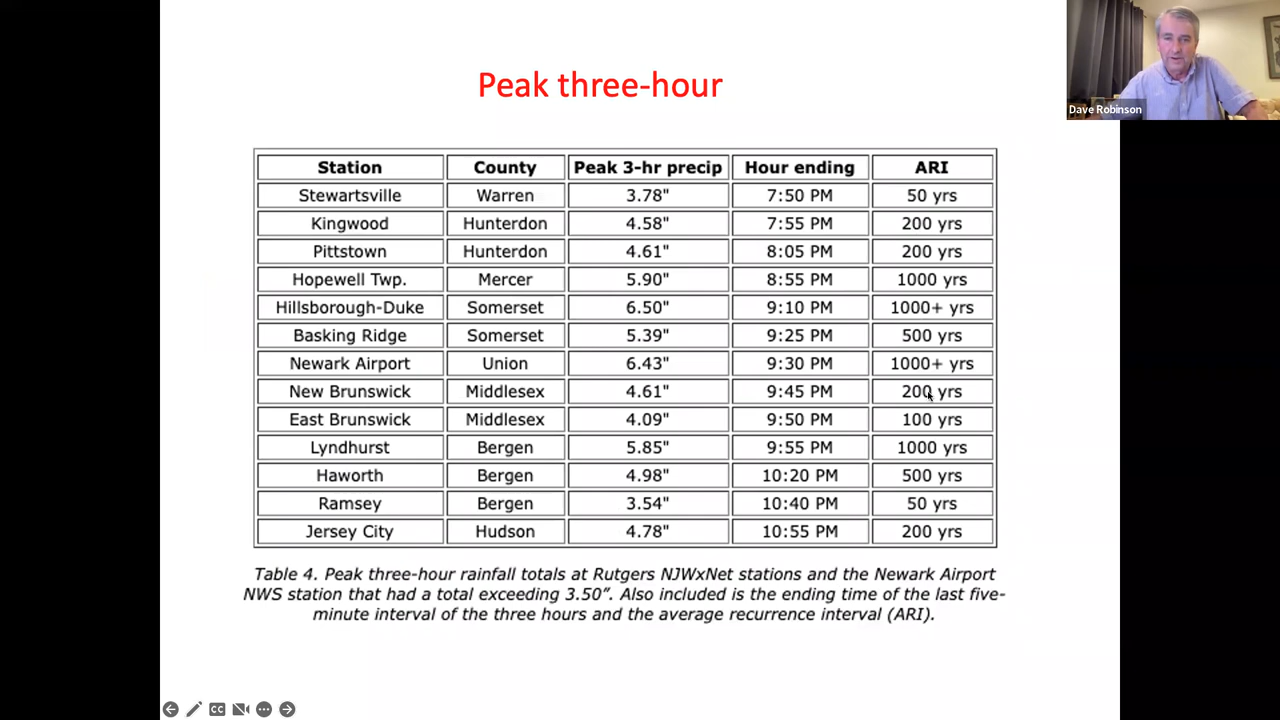 Peak three-hour
Dave Robinson
Station County Peak 3-hr precip Hour ending ARI
Stewartsville Warren 3.78" 7:50 PM 50 yrs
Kingwood Hunterdon 4.58" 7:55 PM 200 yrs
Pittstown Hunterdon 4.61" 8:05 PM 200 yrs
Hopewell Twp. Mercer 5.90" 8:55 PM 1000 yrs
Hillsborough-Duke Somerset 6.50" 9:10 PM 1000+ yrs
Basking Ridge Somerset 5.39" 9:25 PM 500 yrs
Newark Airport Union 6.43" 9:30 PM 1000+ yrs
New Brunswick Middlesex 4.61" 9:45 PM 200 yrs
East Brunswick Middlesex 4.09" 9:50 PM 100 yrs
Lyndhurst Bergen 5.85" 9:55 PM 1000 yrs
Haworth Bergen 4.98" 10:20 PM 500 yrs
Ramsey Bergen 3.54" 10:40 PM 50 yrs
Jersey City Hudson 4.78" 10:55 PM 200 yrs
Table 4. Peak three-hour rainfall totals at Rutgers NJWxNet stations and the Newark Airport
NWS station that had a total exceeding 3.50”. Also included is the ending time of the last five-
minute interval of the three hours and the average recurrence interval (ARI).
CC